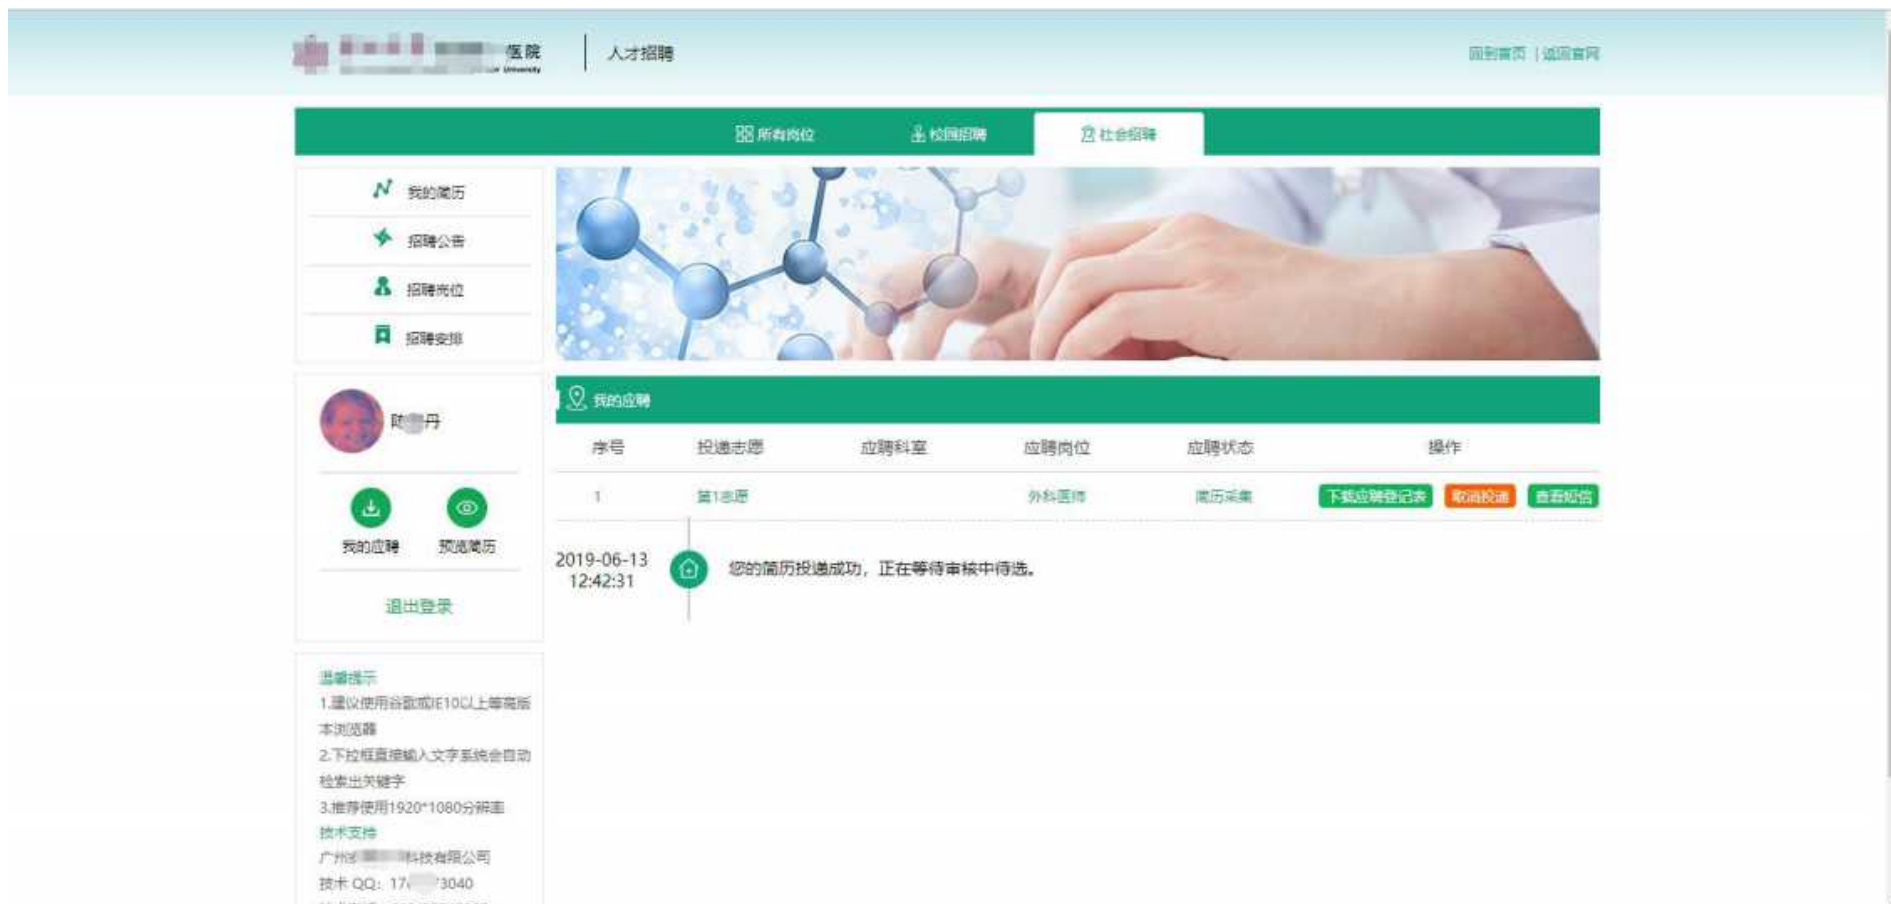 医院
University
人才招聘
回到首页 | 返回官网
所有岗位
校园招聘
社会招聘
我的简历
招聘公告
招聘岗位
招聘安排
丹
我的应聘
预览简历
退出登录
我的应聘
序号 投递志愿 应聘科室 应聘岗位 应聘状态 操作
1 第1志愿 外科医师 简历采集 下载应聘登记表 取消投递 查看短信
2019-06-13
12:42:31
您的简历投递成功，正在等待审核中待选。
温馨提示
1.建议使用谷歌或IE10以上等高版
本浏览器
2.下拉框直接输入文字系统会自动
检索出关键字
3.推荐使用1920*1080分辨率
技术支持
广州 科技有限公司
技术 QQ：17 3040